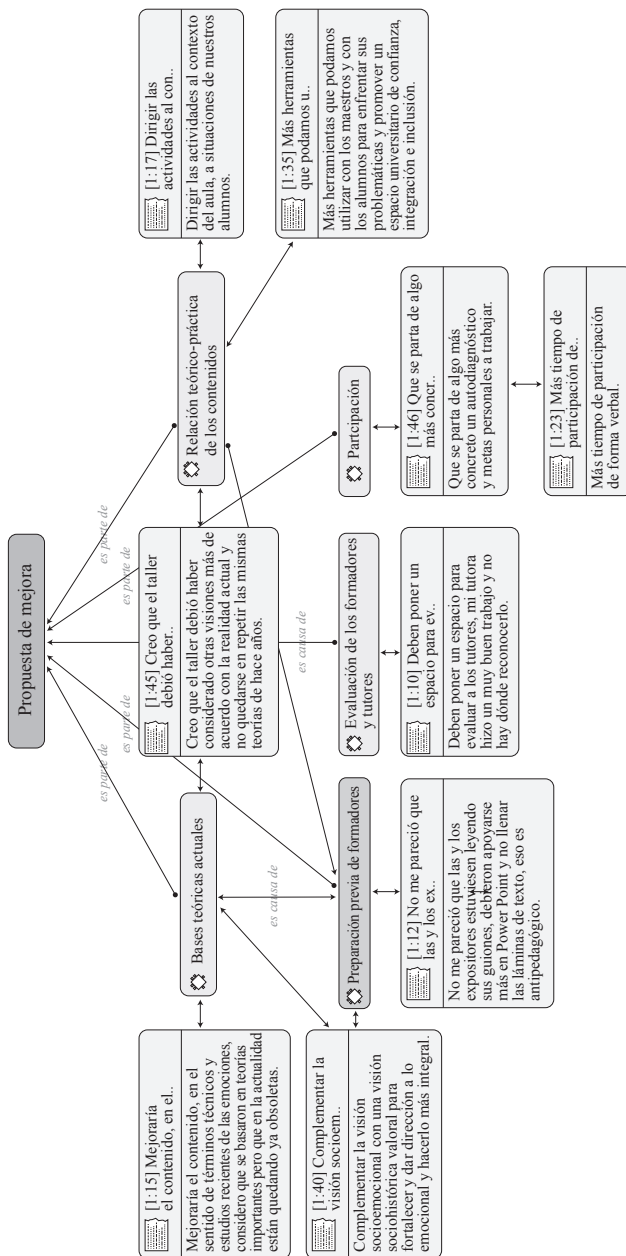 Propuesta de mejora
es parte de
es parte de
es parte de
es parte de
es causa de
es causa de
Bases teóricas actuales
Relación teórico-práctica
de los contenidos
Preparación previa de formadores
Evaluación de los formadores
y tutores
Partcipación
[1:15] Mejoraría
el contenido, en el..
Mejoraría el contenido, en el
sentido de términos técnicos y
estudios recientes de las emociones,
considero que se basaron en teorías
importantes pero que en la actualidad
están quedando ya obsoletas.
[1:45] Creo que el taller
debió haber..
Creo que el taller debió haber
considerado otras visiones más de
acuerdo con la realidad actual y
no quedarse en repetir las mismas
teorías de hace años.
[1:17] Dirigir las
actividades al con..
Dirigir las actividades al contexto
del aula, a situaciones de nuestros
alumnos.
[1:35] Más herramientas
que podamos u..
Más herramientas que podamos
utilizar con los maestros y con
los alumnos para enfrentar sus
problemáticas y promover un
espacio universitario de confianza,
integración e inclusión.
[1:40] Complementar la
visión socioem..
Complementar la visión
socioemocional con una visión
sociohistórica valoral para
fortalecer y dar dirección a lo
emocional y hacerlo más integral.
[1:12] No me pareció que
las y los ex..
No me pareció que las y los
expositores estuviesen leyendo
sus guiones, debieron apoyarse
más en Power Point y no llenar
las láminas de texto, eso es
antipedagógico.
[1:10] Deben poner un
espacio para ev..
Deben poner un espacio para
evaluar a los tutores, mi tutora
hizo un muy buen trabajo y no
hay dónde reconocerlo.
[1:46] Que se parta de algo
más concr..
Que se parta de algo más
concreto un autodiagnóstico
y metas personales a trabajar.
[1:23] Más tiempo de
participación de..
Más tiempo de participación
de forma verbal.